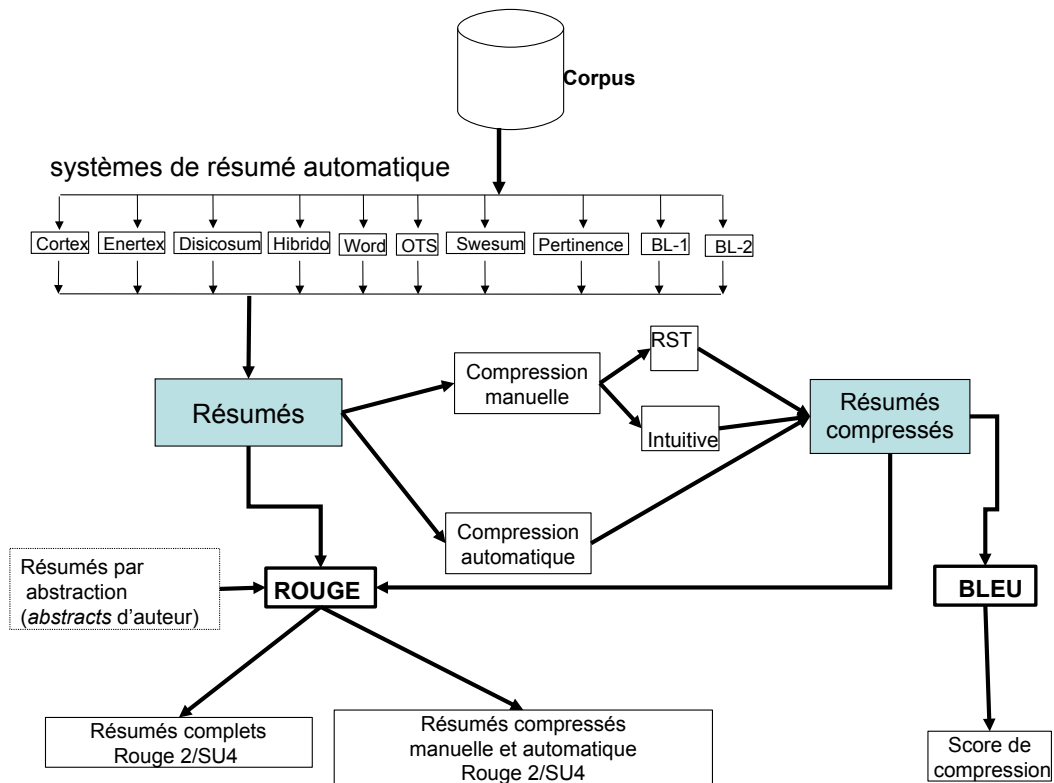 Corpus
systèmes de résumé automatique
Cortex
Enertex
Disicosum
Hibrido
Word
OTS
Swesum
Pertinence
BL-1
BL-2
RST
Compression
manuelle
Résumés
Intuitive
Résumés
compressés
Compression
automatique
Résumés par
abstraction
(abstracts d'auteur)
ROUGE
BLEU
Résumés complets
Rouge 2/SU4
Résumés compressés
manuelle et automatique
Rouge 2/SU4
Score de
compression